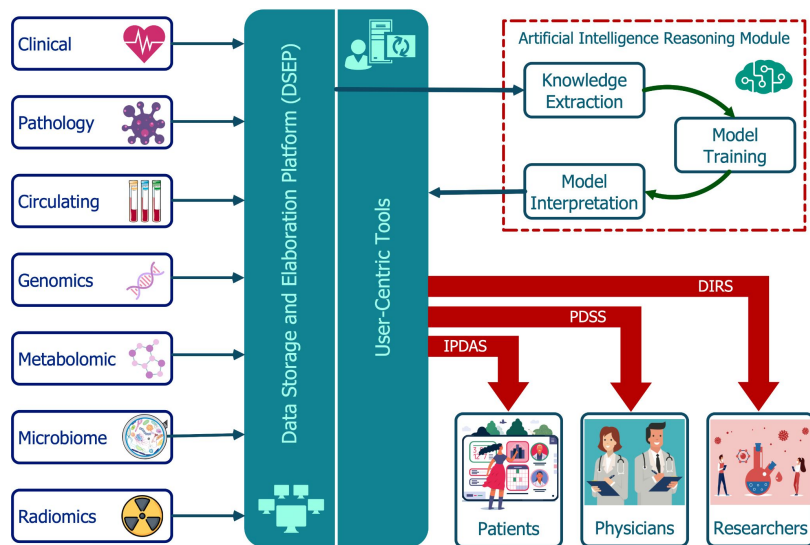 Clinical
Pathology
Circulating
Genomics
Metabolomic
Microbiome
Radiomics
Data Storage and Elaboration Platform (DSEP)
User-Centric Tools
Artificial Intelligence Reasoning Module
Knowledge
Extraction
Model
Training
Model
Interpretation
DIRS
PDSS
IPDAS
Patients
Physicians
Researchers